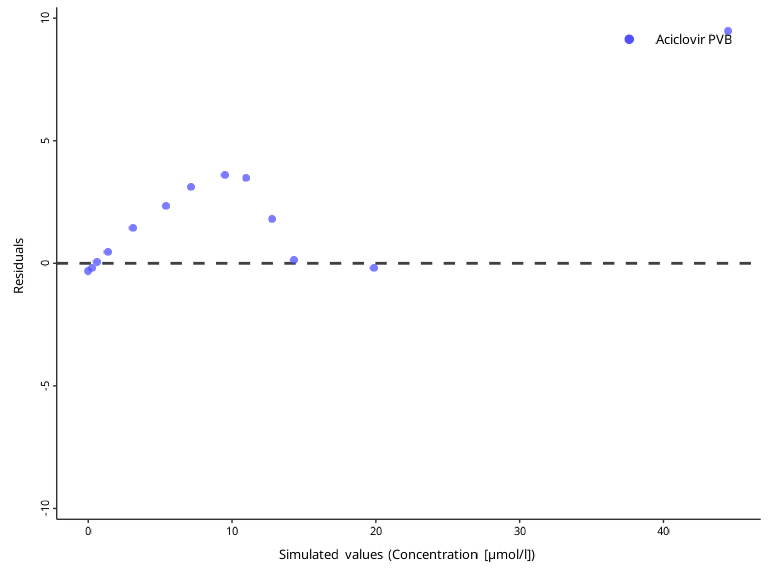 10
Aciclovir PVB
5
0
-5
-10
Residuals
0 10 20 30 40
Simulated values (Concentration [µmol/l])